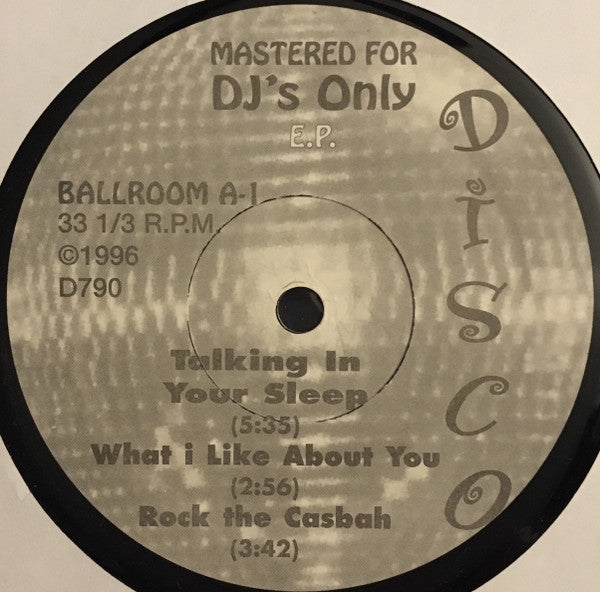 MASTERED FOR
DJ's Only
E.P.
DISCO
BALLROOM A-1
33 1/3 R.P.M.
©1996
D790
Talking In
Your Sleep
(5:35)
What i Like About You
(2:56)
Rock the Casbah
(3:42)